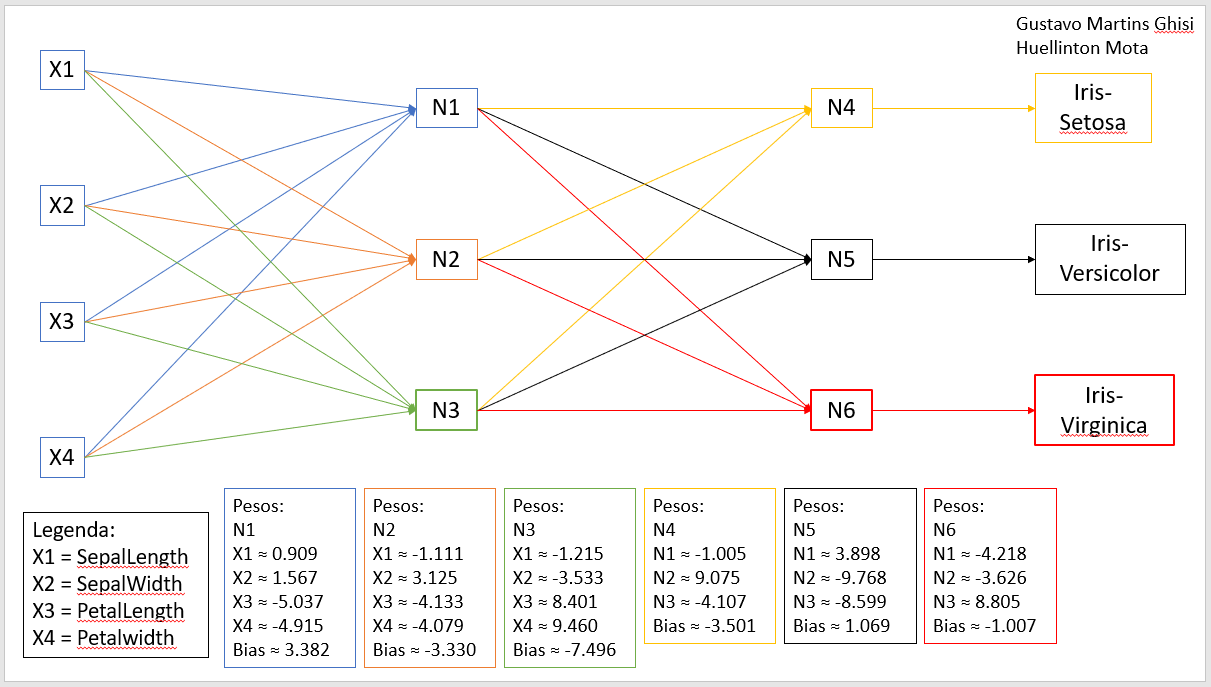 Gustavo Martins Ghisi
Huellinton Mota
X1
X2
X3
X4
N1
N2
N3
N4
N5
N6
Iris-
Setosa
Iris-
Versicolor
Iris-
Virginica
Legenda:
X1 = SepalLength
X2 = SepalWidth
X3 = PetalLength
X4 = Petalwidth
Pesos:
N1
X1 ≈ 0.909
X2 ≈ 1.567
X3 ≈ -5.037
X4 ≈ -4.915
Bias ≈ 3.382
Pesos:
N2
X1 ≈ -1.111
X2 ≈ 3.125
X3 ≈ -4.133
X4 ≈ -4.079
Bias ≈ -3.330
Pesos:
N3
X1 ≈ -1.215
X2 ≈ -3.533
X3 ≈ 8.401
X4 ≈ 9.460
Bias ≈ -7.496
Pesos:
N4
N1 ≈ -1.005
N2 ≈ 9.075
N3 ≈ -4.107
Bias ≈ -3.501
Pesos:
N5
N1 ≈ 3.898
N2 ≈ -9.768
N3 ≈ -8.599
Bias ≈ 1.069
Pesos:
N6
N1 ≈ -4.218
N2 ≈ -3.626
N3 ≈ 8.805
Bias ≈ -1.007